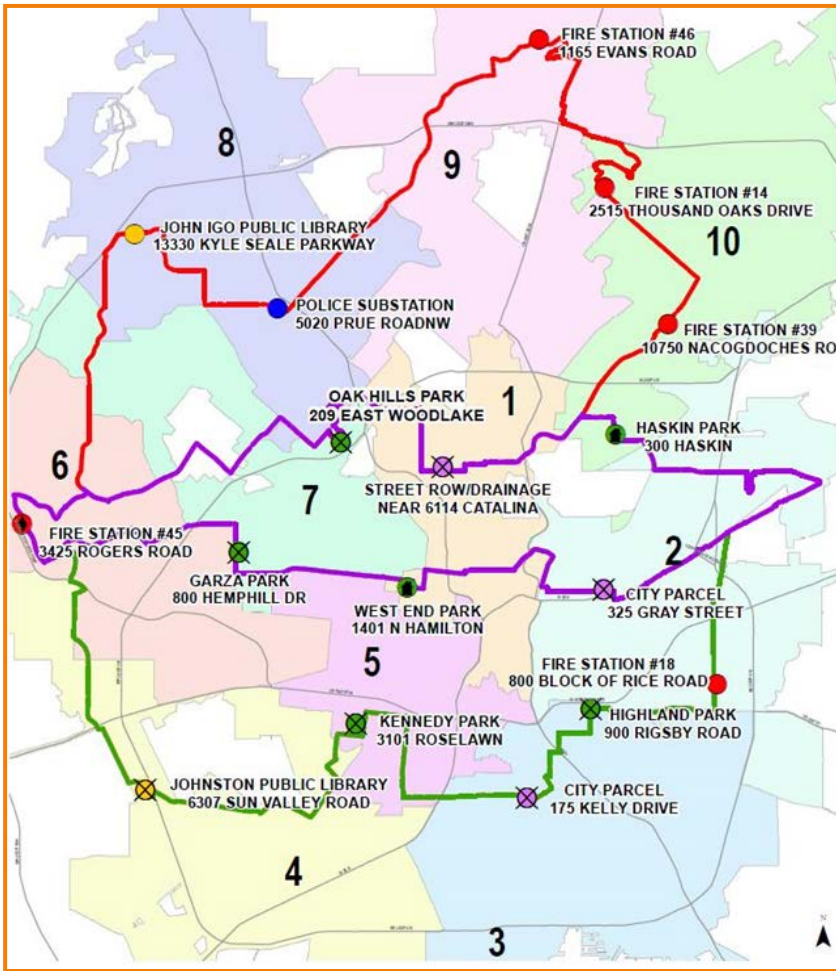 FIRE STATION #46
1165 EVANS ROAD
8
9
JOHN IGO PUBLIC LIBRARY
13330 KYLE SEALE PARKWAY
FIRE STATION #14
2515 THOUSAND OAKS DRIVE
10
POLICE SUBSTATION
5020 PRUE ROADNW
FIRE STATION #39
10750 NACOGDOCHES RO
OAK HILLS PARK
209 EAST WOODLAKE
1
HASKIN PARK
300 HASKIN
6
STREET ROW/DRAINAGE
NEAR 6114 CATALINA
7
FIRE STATION #45
3425 ROGERS ROAD
2
GARZA PARK
800 HEMPHILL DR
WEST END PARK
1401 N HAMILTON
CITY PARCEL
325 GRAY STREET
5
FIRE STATION #18
800 BLOCK OF RICE ROAD
KENNEDY PARK
3101 ROSELAWN
HIGHLAND PARK
900 RIGSBY ROAD
JOHNSTON PUBLIC LIBRARY
6307 SUN VALLEY ROAD
CITY PARCEL
175 KELLY DRIVE
4
3
N